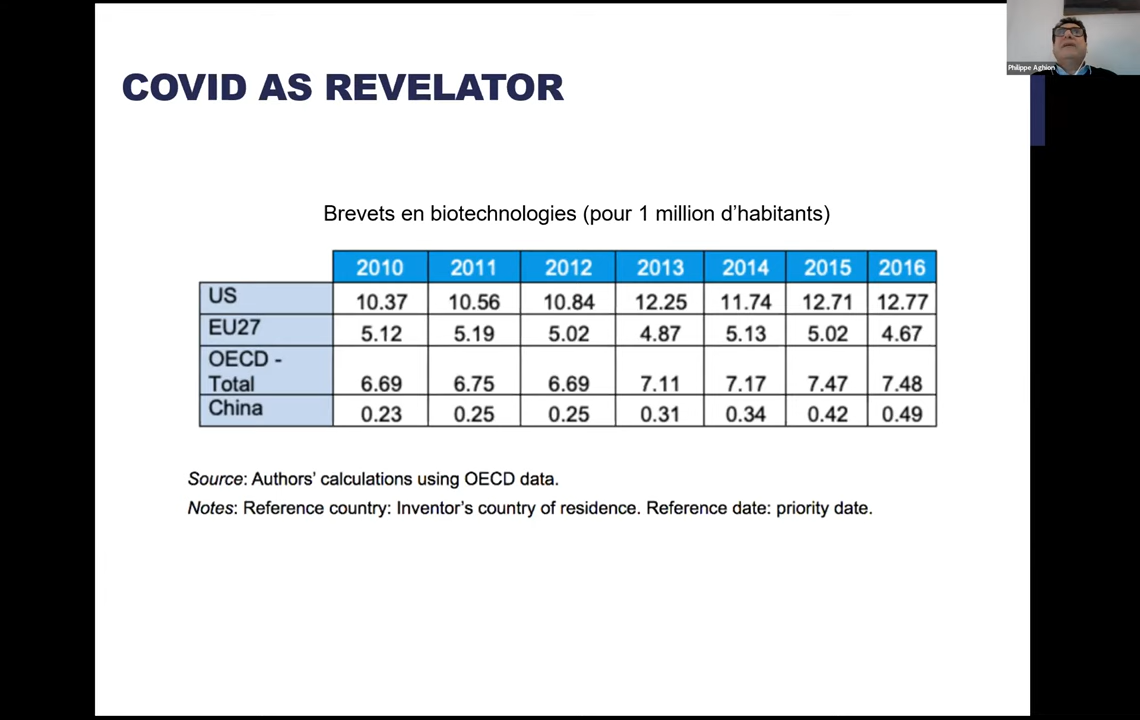 Philippe Aghion
COVID AS REVELATOR
Brevets en biotechnologies (pour 1 million d’habitants)
2010 2011 2012 2013 2014 2015 2016
US 10.37 10.56 10.84 12.25 11.74 12.71 12.77
EU27 5.12 5.19 5.02 4.87 5.13 5.02 4.67
OECD -
Total 6.69 6.75 6.69 7.11 7.17 7.47 7.48
China 0.23 0.25 0.25 0.31 0.34 0.42 0.49
Source: Authors’ calculations using OECD data.
Notes: Reference country: Inventor’s country of residence. Reference date: priority date.